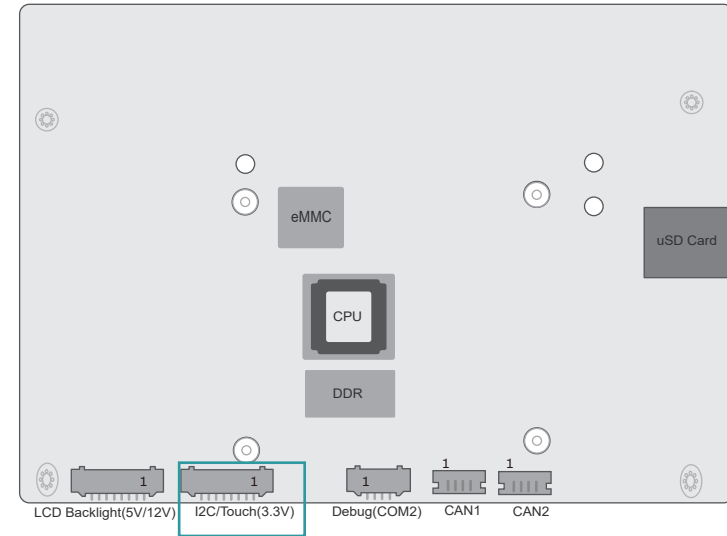 eMMC
uSD Card
CPU
DDR
1 1 1 1 1
LCD Backlight(5V/12V) I2C/Touch(3.3V) Debug(COM2) CAN1 CAN2